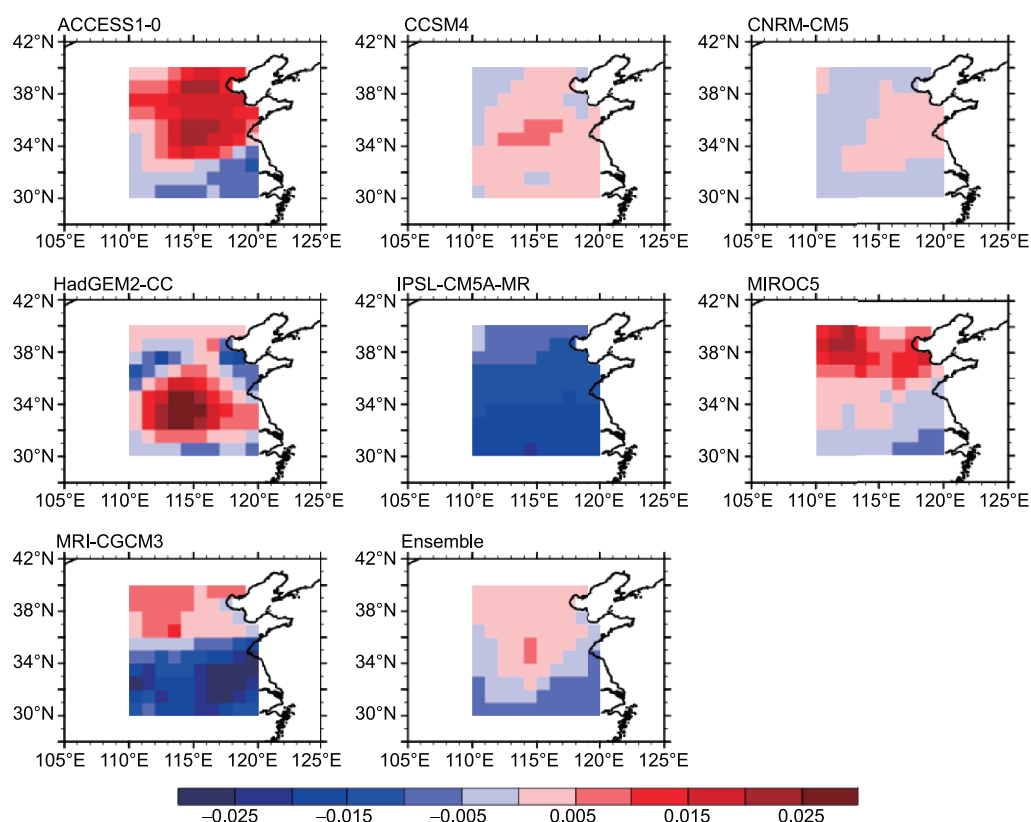 ACCESS1-0 CCSM4 CNRM-CM5
42°N 42°N 42°N
38°N 38°N 38°N
34°N 34°N 34°N
30°N 30°N 30°N
105°E 110°E 115°E 120°E 125°E 105°E 110°E 115°E 120°E 125°E 105°E 110°E 115°E 120°E 125°E
HadGEM2-CC IPSL-CM5A-MR MIROC5
42°N 42°N 42°N
38°N 38°N 38°N
34°N 34°N 34°N
30°N 30°N 30°N
105°E 110°E 115°E 120°E 125°E 105°E 110°E 115°E 120°E 125°E 105°E 110°E 115°E 120°E 125°E
MRI-CGCM3 Ensemble
42°N 42°N
38°N 38°N
34°N 34°N
30°N 30°N
105°E 110°E 115°E 120°E 125°E 105°E 110°E 115°E 120°E 125°E
−0.025 −0.015 −0.005 0.005 0.015 0.025